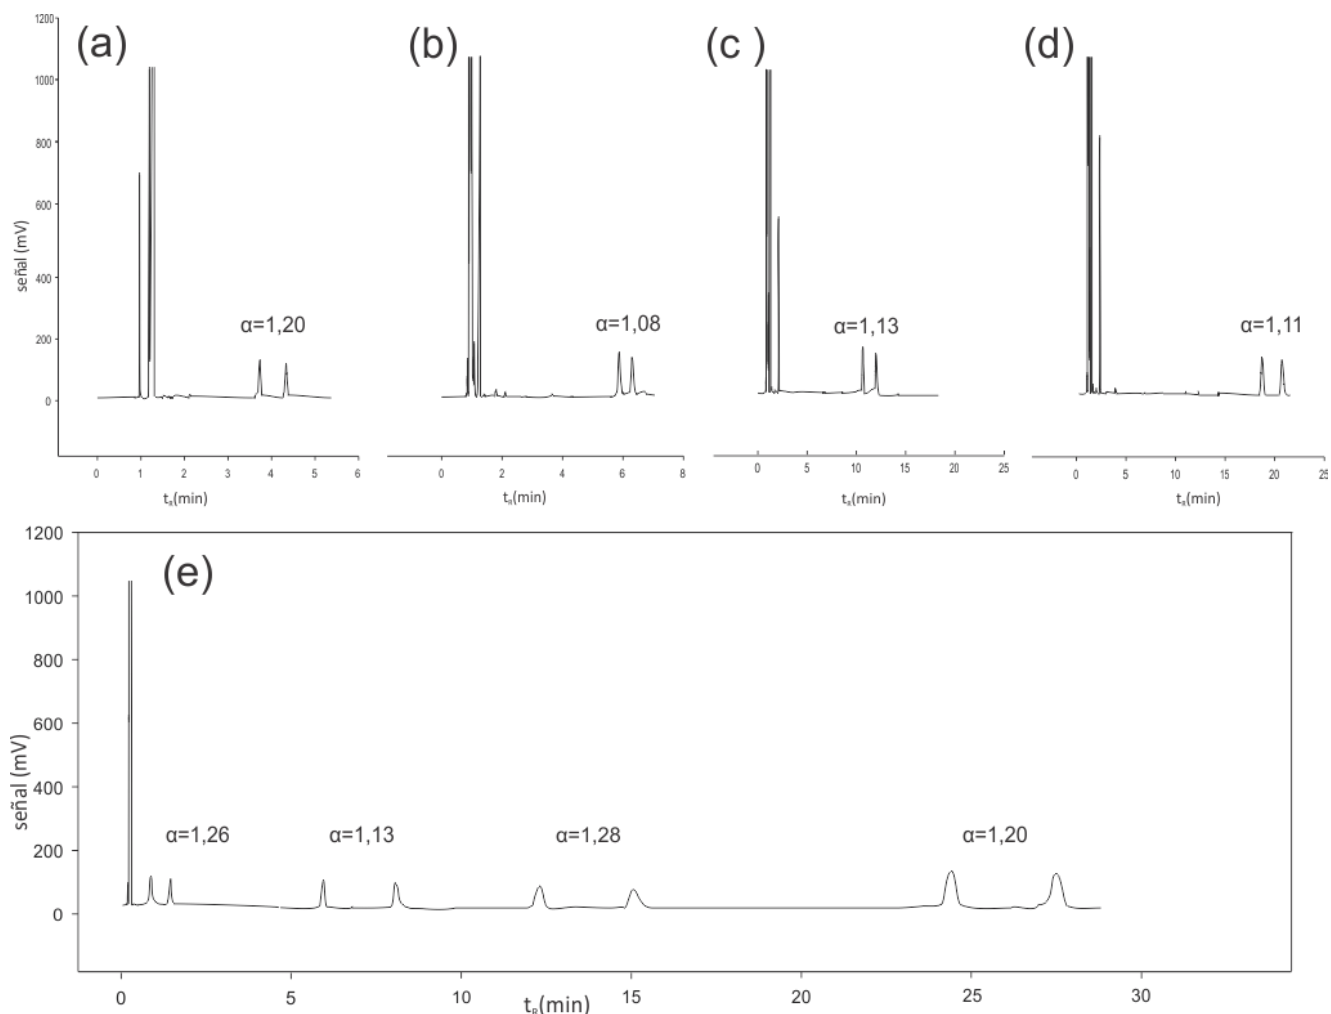 (a)
1200
1000
800
600
400
200
0
señal (mV)
α=1,20
0 1 2 3 4 5 6
tR(min)
(b)
α=1,08
0 2 4 6 8
tR(min)
(c )
α=1,13
0 5 10 15 20 25
tR(min)
(d)
α=1,11
0 5 10 15 20 25
tR(min)
(e)
1200
1000
800
600
400
200
0
señal (mV)
α=1,26 α=1,13 α=1,28 α=1,20
0 5 10 15 20 25 30
tR(min)